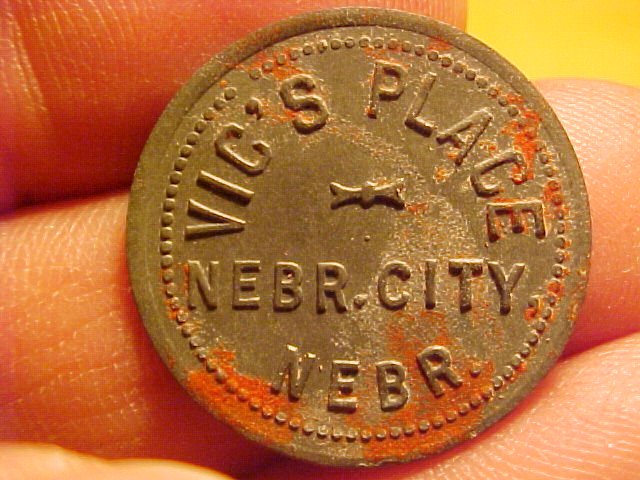 VIC'S PLACE
NEBR. CITY,
NEBR.